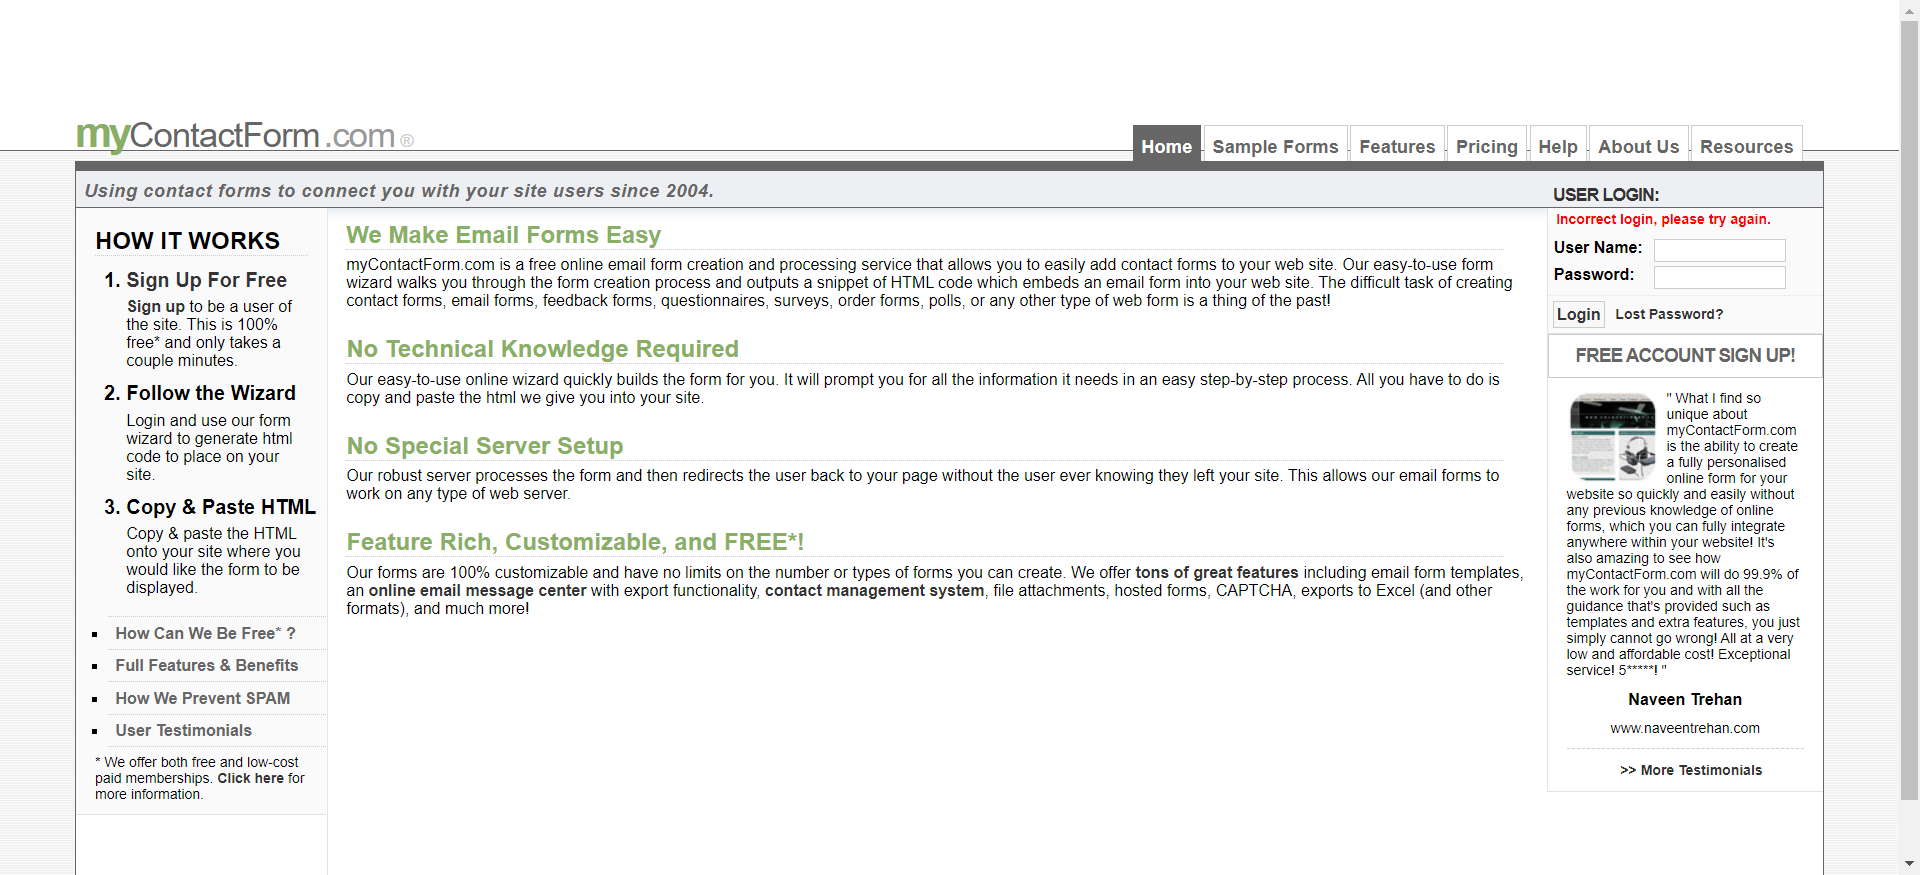 myContactForm.com®
Home
Sample Forms
Features
Pricing
Help
About Us
Resources
Using contact forms to connect you with your site users since 2004.
USER LOGIN:
HOW IT WORKS
1. Sign Up For Free
Sign up to be a user of
the site. This is 100%
free* and only takes a
couple minutes.
2. Follow the Wizard
Login and use our form
wizard to generate html
code to place on your
site.
3. Copy & Paste HTML
Copy & paste the HTML
onto your site where you
would like the form to be
displayed.
How Can We Be Free* ?
Full Features & Benefits
How We Prevent SPAM
User Testimonials
* We offer both free and low-cost
paid memberships. Click here for
more information.
We Make Email Forms Easy
myContactForm.com is a free online email form creation and processing service that allows you to easily add contact forms to your web site. Our easy-to-use form
wizard walks you through the form creation process and outputs a snippet of HTML code which embeds an email form into your web site. The difficult task of creating
contact forms, email forms, feedback forms, questionnaires, surveys, order forms, polls, or any other type of web form is a thing of the past!
No Technical Knowledge Required
Our easy-to-use online wizard quickly builds the form for you. It will prompt you for all the information it needs in an easy step-by-step process. All you have to do is
copy and paste the html we give you into your site.
No Special Server Setup
Our robust server processes the form and then redirects the user back to your page without the user ever knowing they left your site. This allows our email forms to
work on any type of web server.
Feature Rich, Customizable, and FREE*!
Our forms are 100% customizable and have no limits on the number or types of forms you can create. We offer tons of great features including email form templates,
an online email message center with export functionality, contact management system, file attachments, hosted forms, CAPTCHA, exports to Excel (and other
formats), and much more!
Incorrect login, please try again.
User Name:
Password:
Login Lost Password?
FREE ACCOUNT SIGN UP!
" What I find so
unique about
myContactForm.com
is the ability to create
a fully personalised
online form for your
website so quickly and easily without
any previous knowledge of online
forms, which you can fully integrate
anywhere within your website! It's
also amazing to see how
myContactForm.com will do 99.9% of
the work for you and with all the
guidance that's provided such as
templates and extra features, you just
simply cannot go wrong! All at a very
low and affordable cost! Exceptional
service! 5*****! "
Naveen Trehan
www.naveentrehan.com
>> More Testimonials